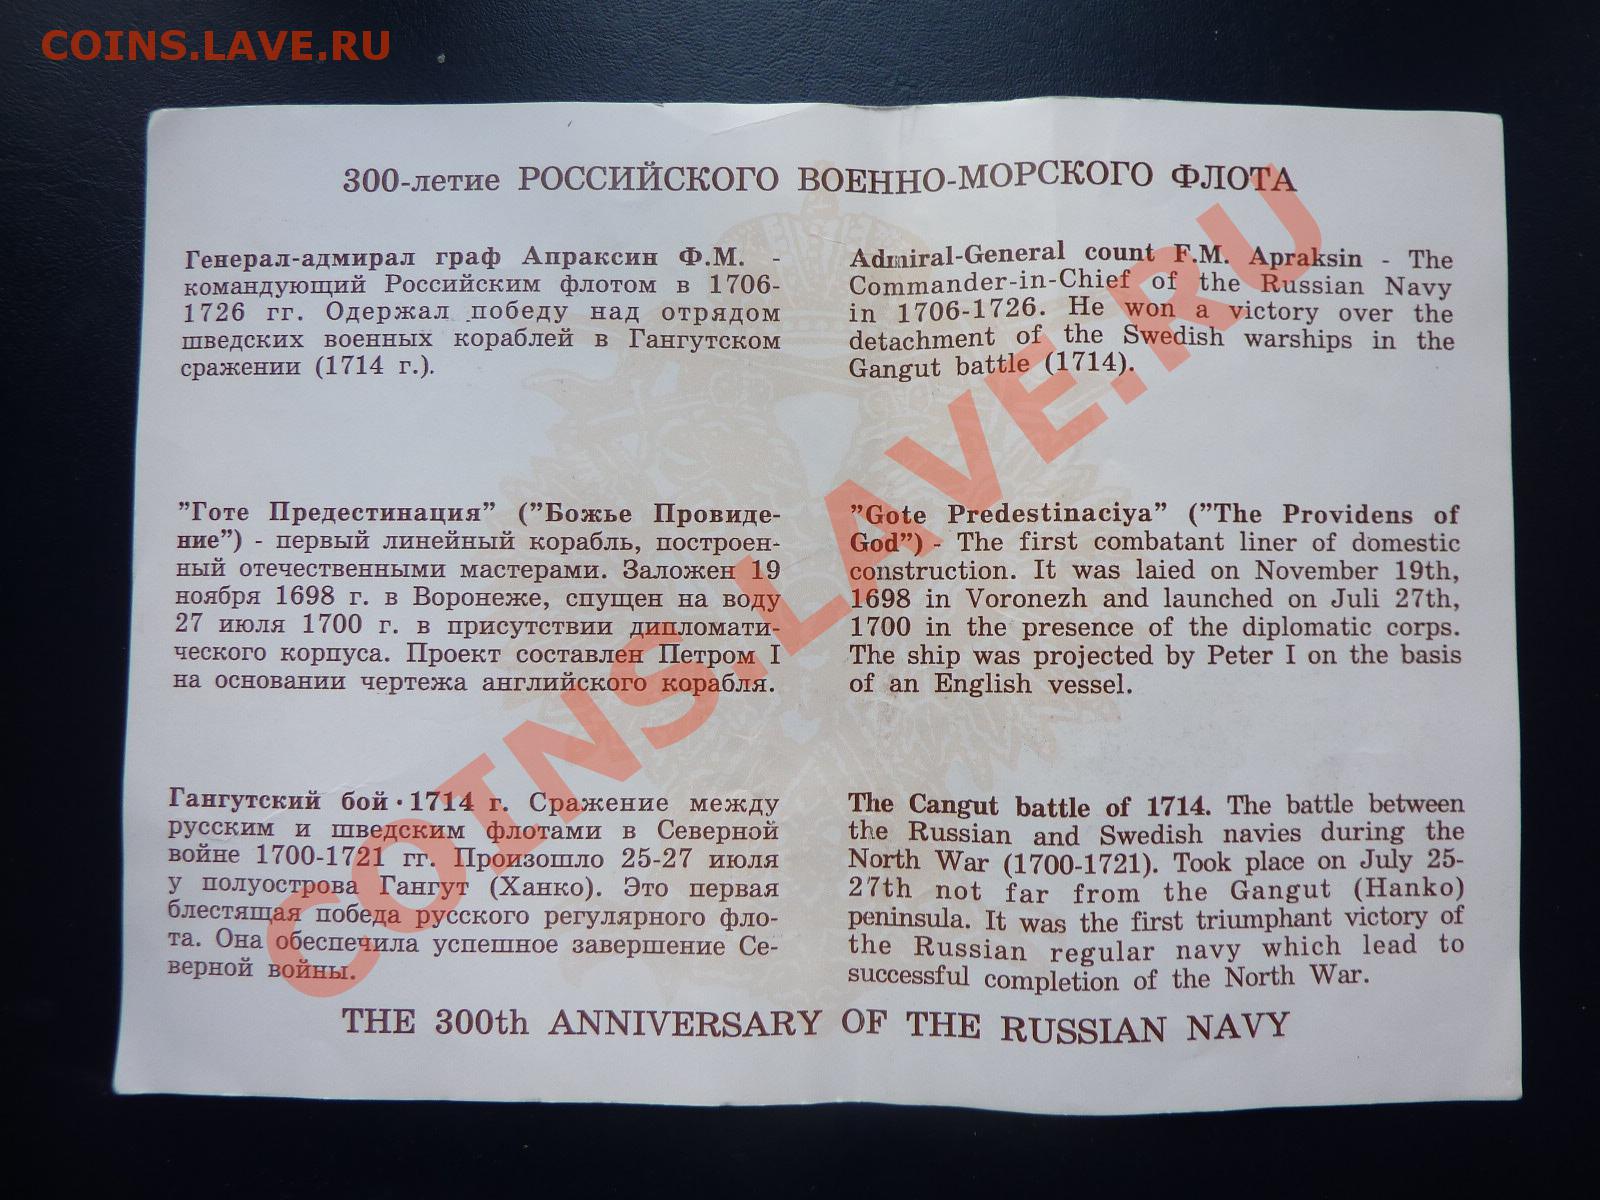 COINS.LAVE.RU
300-летие РОССИЙСКОГО ВОЕННО-МОРСКОГО ФЛОТА
Генерал-адмирал граф Апраксин Ф.М. -
командующий Российским флотом в 1706-
1726 гг. Одержал победу над отрядом
шведских военных кораблей в Гангутском
сражении (1714 г.).
Admiral-General count F.M. Apraksin - The
Commander-in-Chief of the Russian Navy
in 1706-1726. He won a victory over the
detachment of the Swedish warships in the
Gangut battle (1714).
"Готе Предестинация" ("Божье Провиде-
ние") - первый линейный корабль, построен-
ный отечественными мастерами. Заложен 19
ноября 1698 г. в Воронеже, спущен на воду
27 июля 1700 г. в присутствии дипломати-
ческого корпуса. Проект составлен Петром I
на основании чертежа английского корабля.
"Gote Predestinaciya" ("The Providens of
God") - The first combatant liner of domestic
construction. It was laied on November 19th,
1698 in Voronezh and launched on Juli 27th,
1700 in the presence of the diplomatic corps.
The ship was projected by Peter I on the basis
of an English vessel.
Гангутский бой · 1714 г. Сражение между
русским и шведским флотами в Северной
войне 1700-1721 гг. Произошло 25-27 июля
у полуострова Гангут (Ханко). Это первая
блестящая победа русского регулярного фло-
та. Она обеспечила успешное завершение Се-
верной войны.
The Cangut battle of 1714. The battle between
the Russian and Swedish navies during the
North War (1700-1721). Took place on July 25-
27th not far from the Gangut (Hanko)
peninsula. It was the first triumphant victory of
the Russian regular navy which lead to
successful completion of the North War.
THE 300th ANNIVERSARY OF THE RUSSIAN NAVY
COINS.LAVE.RU